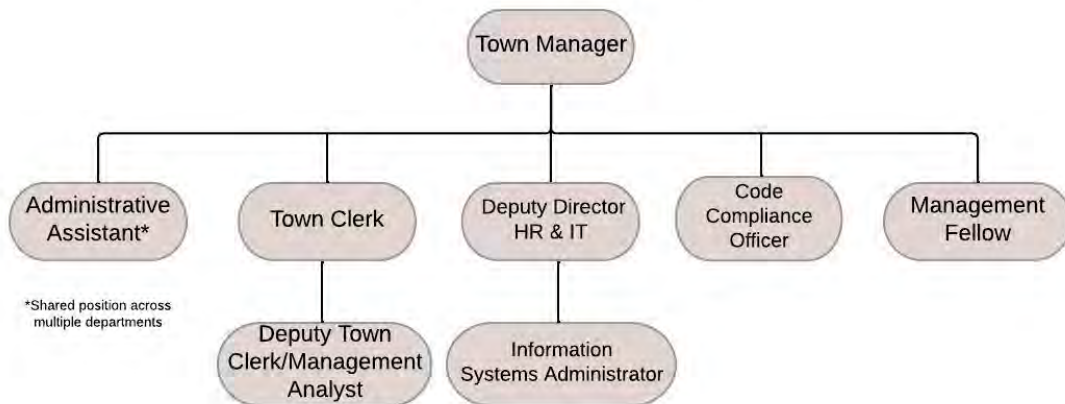 Town Manager
Administrative
Assistant*
Town Clerk
Deputy Director
HR & IT
Code
Compliance
Officer
Management
Fellow
*Shared position across
multiple departments
Deputy Town
Clerk/Management
Analyst
Information
Systems Administrator